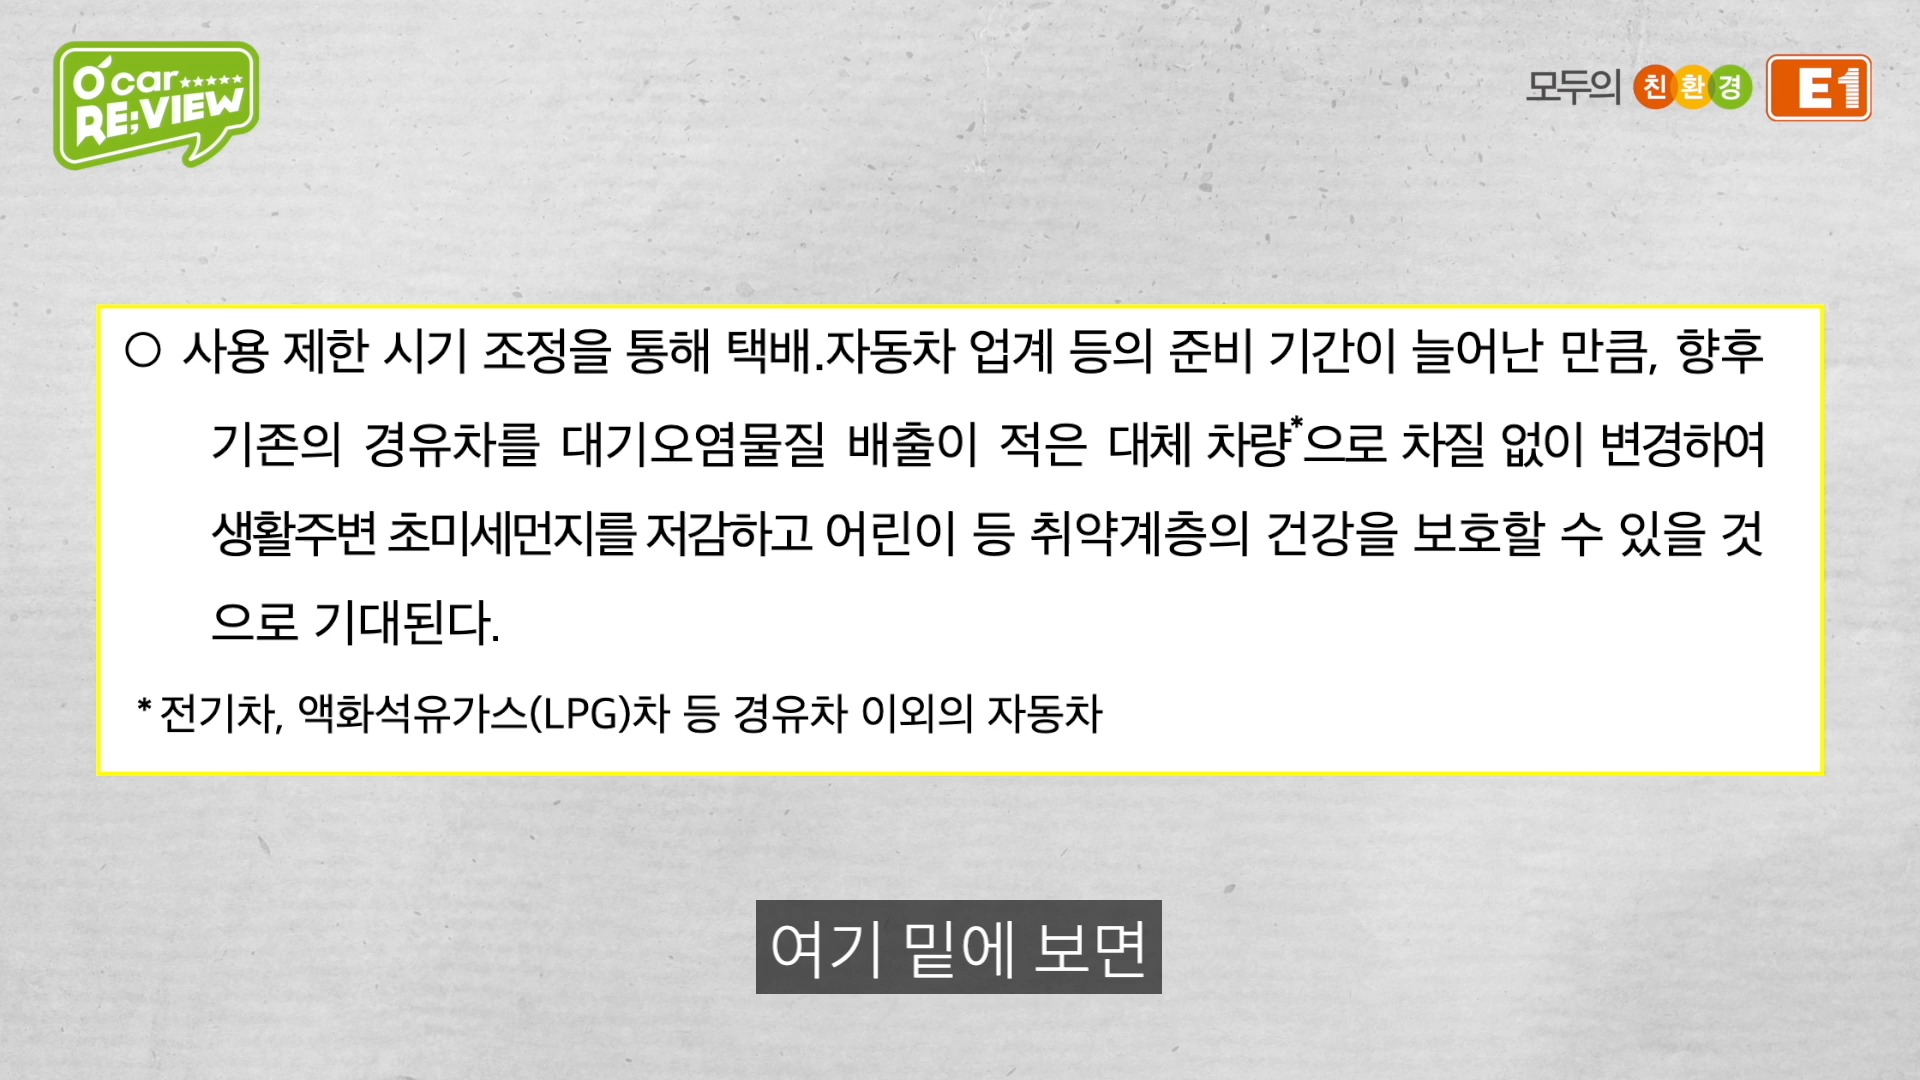 O'car
RE;VIEW
모두의 친환경 E1
○ 사용 제한 시기 조정을 통해 택배.자동차 업계 등의 준비 기간이 늘어난 만큼, 향후
기존의 경유차를 대기오염물질 배출이 적은 대체 차량*으로 차질 없이 변경하여
생활주변 초미세먼지를 저감하고 어린이 등 취약계층의 건강을 보호할 수 있을 것
으로 기대된다.
* 전기차, 액화석유가스(LPG)차 등 경유차 이외의 자동차
여기 밑에 보면